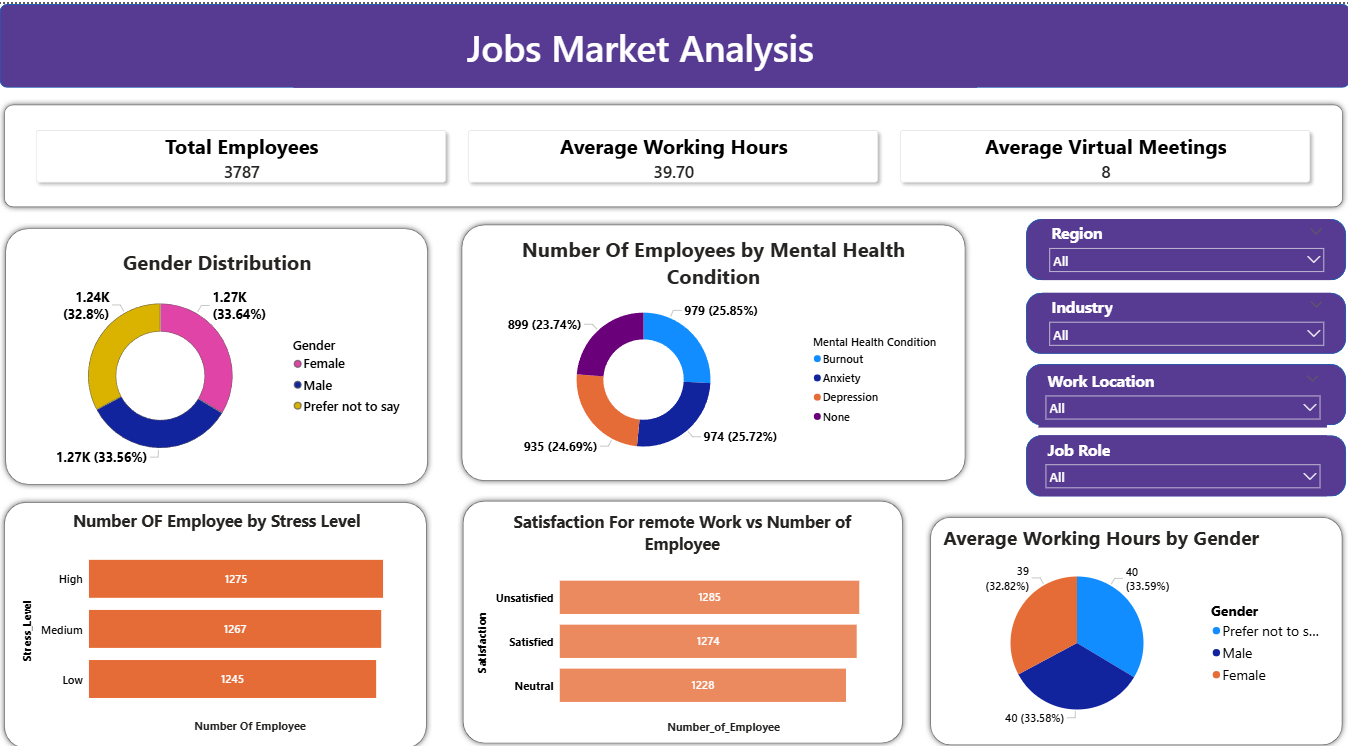 Jobs Market Analysis
Total Employees
3787
Average Working Hours
39.70
Average Virtual Meetings
8
Gender Distribution
1.24K
(32.8%)
1.27K
(33.64%)
1.27K (33.56%)
Gender
Female
Male
Prefer not to say
Number Of Employees by Mental Health
Condition
899 (23.74%)
979 (25.85%)
935 (24.69%)
974 (25.72%)
Mental Health Condition
Burnout
Anxiety
Depression
None
Region
All
Industry
All
Work Location
All
Job Role
All
Number OF Employee by Stress Level
Stress_Level
High
1275
Medium
1267
Low
1245
Number Of Employee
Satisfaction For remote Work vs Number of
Employee
Satisfaction
Unsatisfied
1285
Satisfied
1274
Neutral
1228
Number_of_Employee
Average Working Hours by Gender
39
(32.82%)
40
(33.59%)
40 (33.58%)
Gender
Prefer not to s...
Male
Female